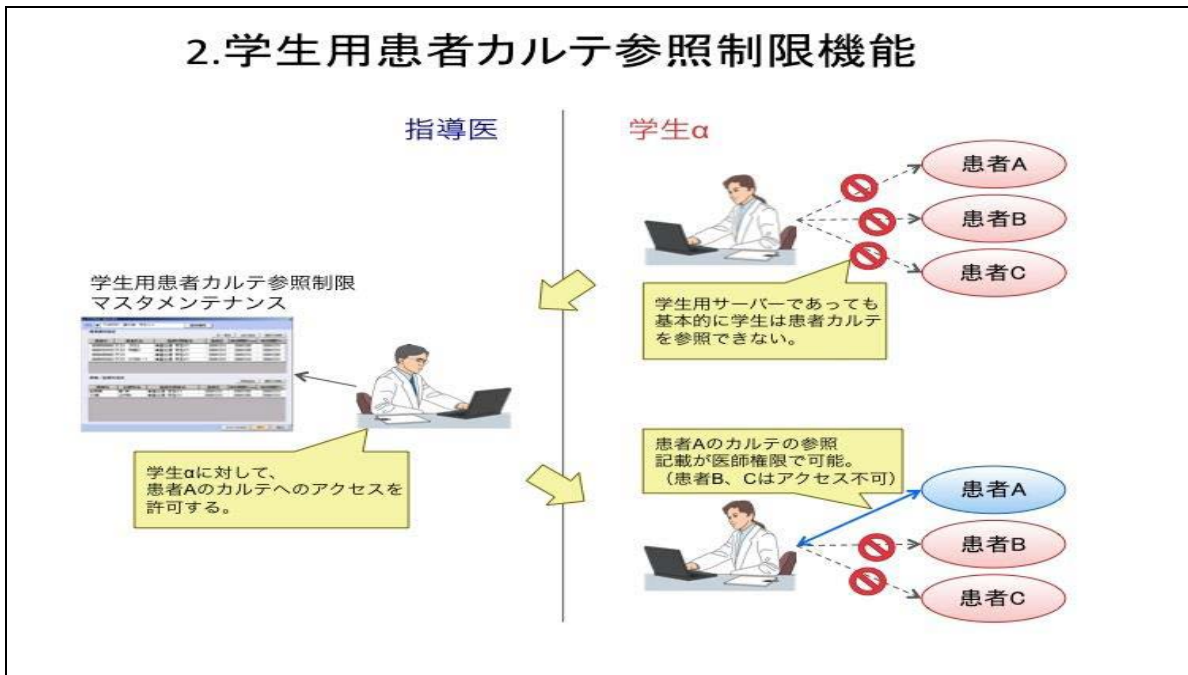 2.学生用患者カルテ参照制限機能
指導医
学生α
患者A
患者B
患者C
学生用サーバーであっても
基本的に学生は患者カルテ
を参照できない。
学生用患者カルテ参照制限
マスタメンテナンス
学生αに対して、
患者Aのカルテへのアクセスを
許可する。
患者Aのカルテの参照
記載が医師権限で可能。
（患者B、Cはアクセス不可）
患者A
患者B
患者C